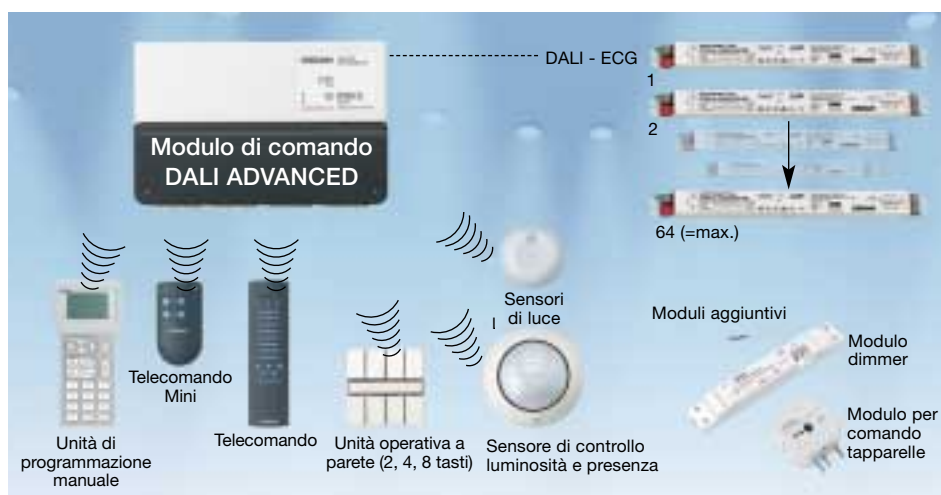 DALI - ECG
1
2
64 (=max.)
Modulo di comando
DALI ADVANCED
Sensori
di luce
Moduli aggiuntivi
Modulo
dimmer
Modulo per
comando
tapparelle
Telecomando
Mini
Telecomando
Unità di
programmazione
manuale
Unità operativa a
parete (2, 4, 8 tasti)
Sensore di controllo
luminosità e presenza